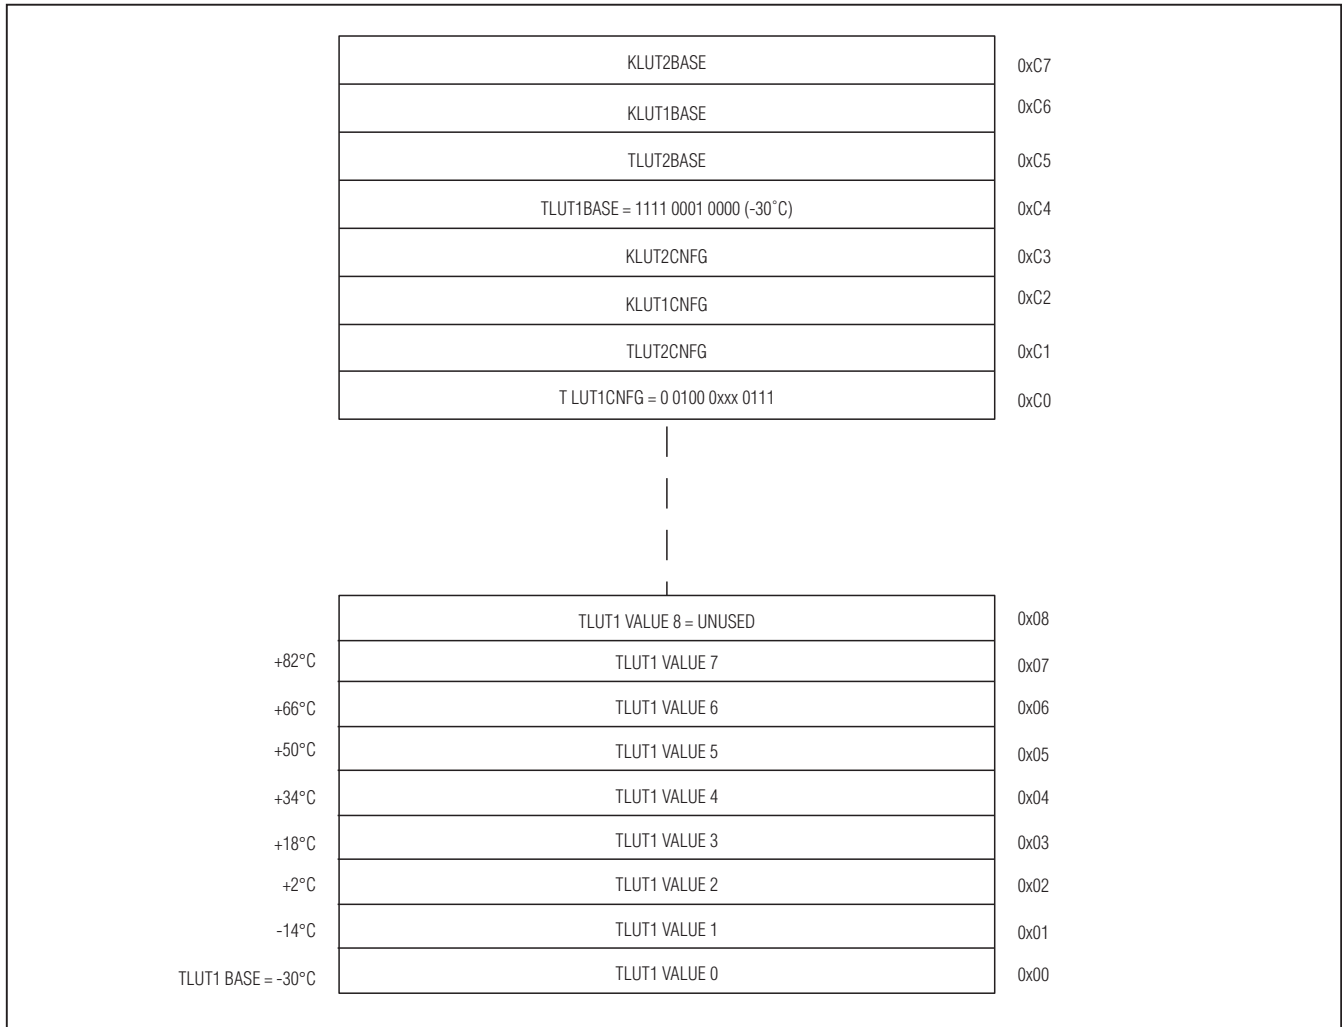 KLUT2BASE 0xC7
KLUT1BASE 0xC6
TLUT2BASE 0xC5
TLUT1BASE = 1111 0001 0000 (-30˚C) 0xC4
KLUT2CNFG 0xC3
KLUT1CNFG 0xC2
TLUT2CNFG 0xC1
T LUT1CNFG = 0 0100 0xxx 0111 0xC0
TLUT1 VALUE 8 = UNUSED 0x08
+82°C TLUT1 VALUE 7 0x07
+66°C TLUT1 VALUE 6 0x06
+50°C TLUT1 VALUE 5 0x05
+34°C TLUT1 VALUE 4 0x04
+18°C TLUT1 VALUE 3 0x03
+2°C TLUT1 VALUE 2 0x02
-14°C TLUT1 VALUE 1 0x01
TLUT1 BASE = -30°C TLUT1 VALUE 0 0x00